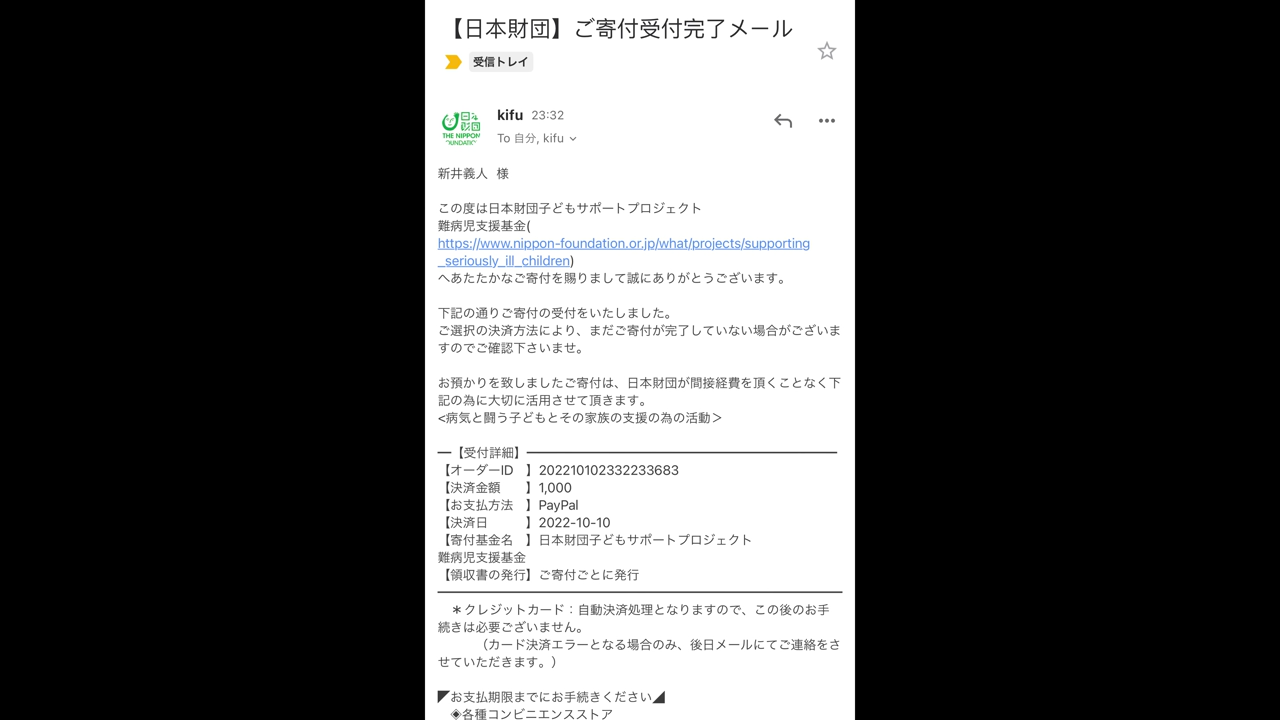 【日本財団】ご寄付受付完了メール
受信トレイ
kifu 23:32
THE NIPPON
To 自分, kifu
新井義人 様
この度は日本財団子どもサポートプロジェクト
難病児支援基金(
https://www.nippon-foundation.or.jp/what/projects/supporting
_seriously_ill_children)
へあたたかなご寄付を賜りまして誠にありがとうございます。
下記の通りご寄付の受付をいたしました。
ご選択の決済方法により、まだご寄付が完了していない場合がございま
すのでご確認下さいませ。
お預かりを致しましたご寄付は、日本財団が間接経費を頂くことなく下
記の為に大切に活用させて頂きます。
<病気と闘う子どもとその家族の支援の為の活動＞
━【受付詳細】━━━━━━━━━━━━━━━━━━━━━━━━━
【オーダーID　】202210102332233683
【決済金額　　】1,000
【お支払方法　】PayPal
【決済日　　　】2022-10-10
【寄付基金名　】日本財団子どもサポートプロジェクト
難病児支援基金
【領収書の発行】ご寄付ごとに発行
＊クレジットカード：自動決済処理となりますので、この後のお手
続きは必要ございません。
（カード決済エラーとなる場合のみ、後日メールにてご連絡をさ
せていただきます。）
◤お支払期限までにお手続きください◢
◈各種コンビニエンスストア